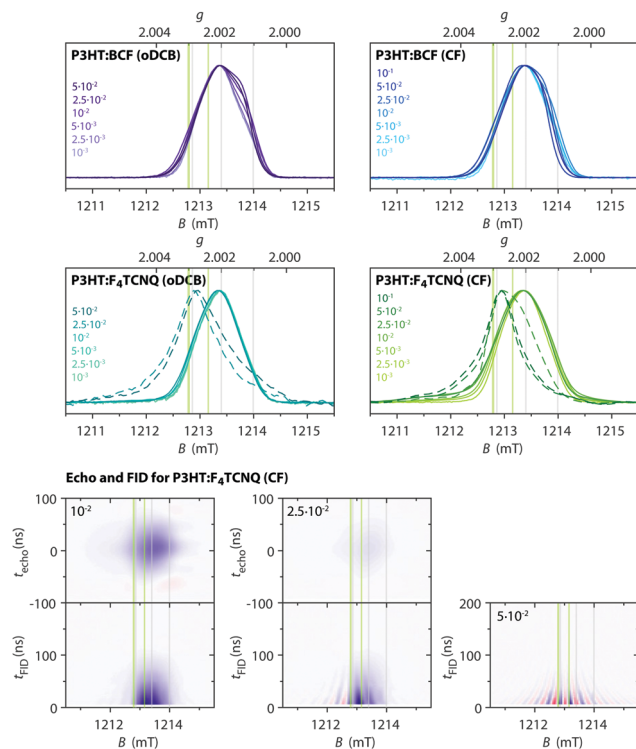 g
2.004 2.002 2.000
P3HT:BCF (oDCB)
5·10⁻²
2.5·10⁻²
10⁻²
5·10⁻³
2.5·10⁻³
10⁻³
1211 1212 1213 1214 1215
B (mT)
g
2.004 2.002 2.000
P3HT:BCF (CF)
10⁻¹
5·10⁻²
2.5·10⁻²
10⁻²
5·10⁻³
2.5·10⁻³
10⁻³
1211 1212 1213 1214 1215
B (mT)
g
2.004 2.002 2.000
P3HT:F₄TCNQ (oDCB)
5·10⁻²
2.5·10⁻²
10⁻²
5·10⁻³
2.5·10⁻³
10⁻³
1211 1212 1213 1214 1215
B (mT)
g
2.004 2.002 2.000
P3HT:F₄TCNQ (CF)
10⁻¹
5·10⁻²
2.5·10⁻²
10⁻²
5·10⁻³
2.5·10⁻³
10⁻³
1211 1212 1213 1214 1215
B (mT)
Echo and FID for P3HT:F₄TCNQ (CF)
10⁻²
100
0
-100
t_echo (ns)
100
0
t_FID (ns)
1212 1214
B (mT)
2.5·10⁻²
100
0
-100
t_echo (ns)
100
0
t_FID (ns)
1212 1214
B (mT)
5·10⁻²
200
100
0
t_FID (ns)
1212 1214
B (mT)